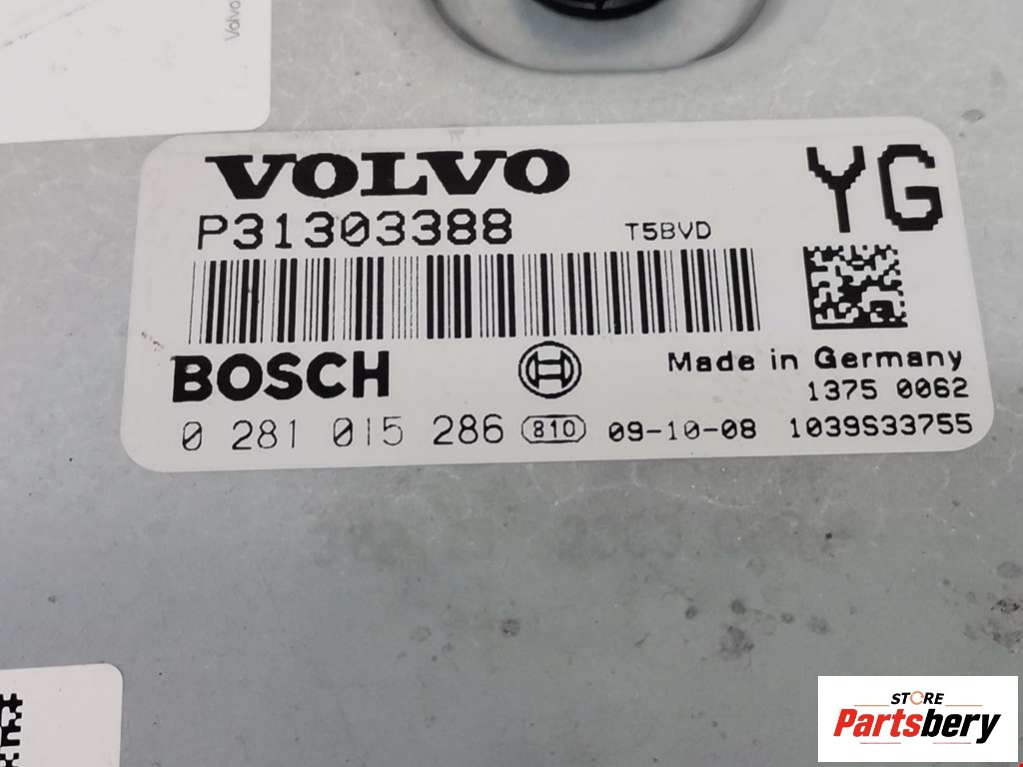 Volvo
VOLVO
YG
P31303388
T5BVD
BOSCH
Made in Germany
1375 0062
0 281 015 286 810 09-10-08 1039S33755
STORE
Partsbery